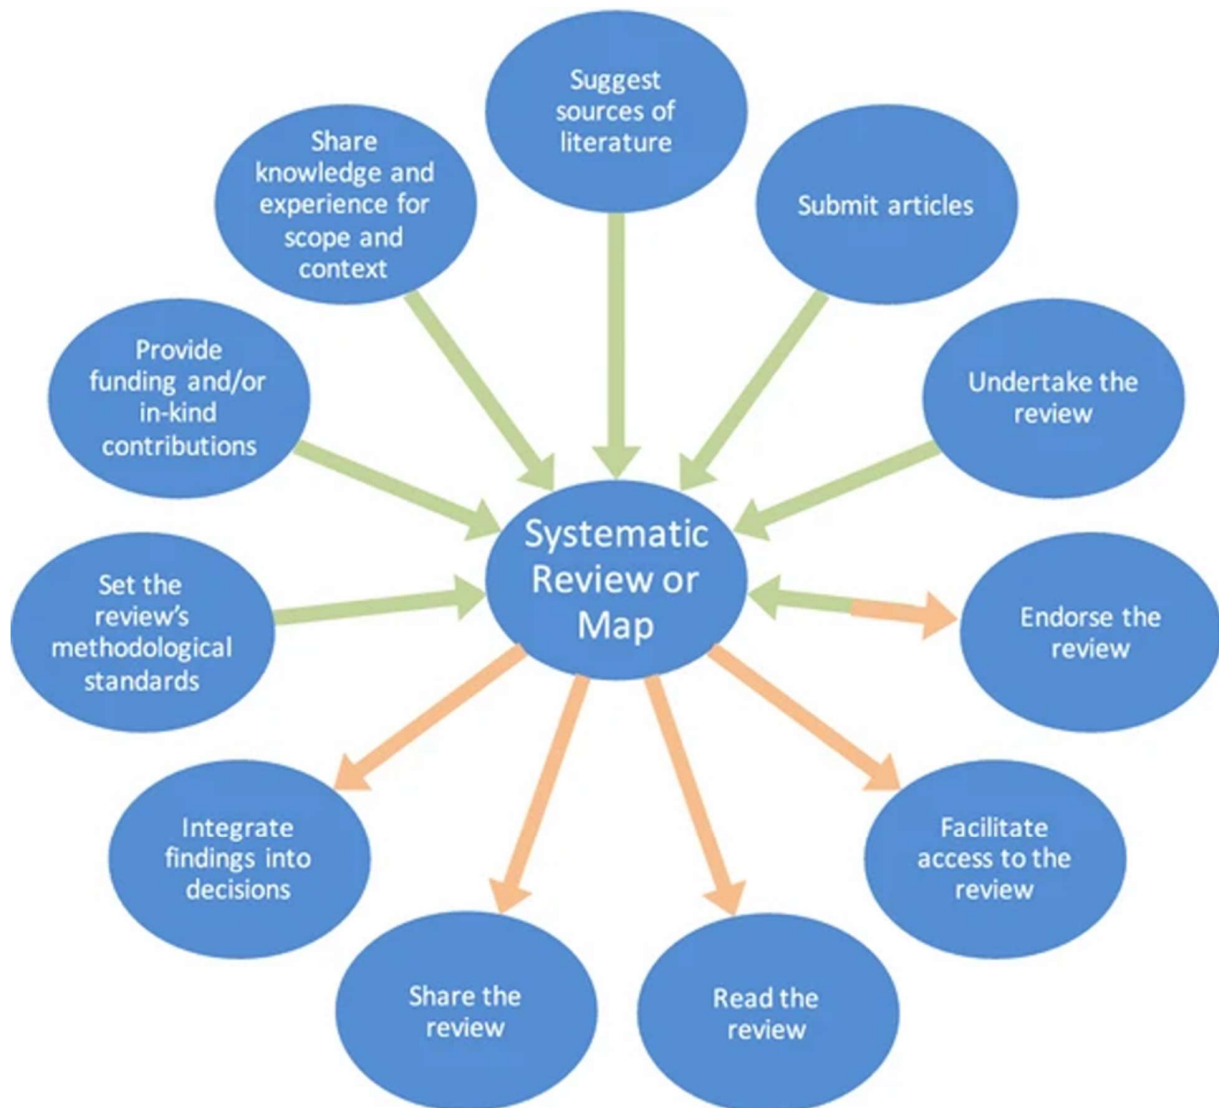 Suggest
sources of
literature
Share
knowledge and
experience for
scope and
context
Submit articles
Provide
funding and/or
in-kind
contributions
Undertake the
review
Systematic
Review or
Map
Set the
review's
methodological
standards
Endorse the
review
Integrate
findings into
decisions
Facilitate
access to the
review
Share the
review
Read the
review